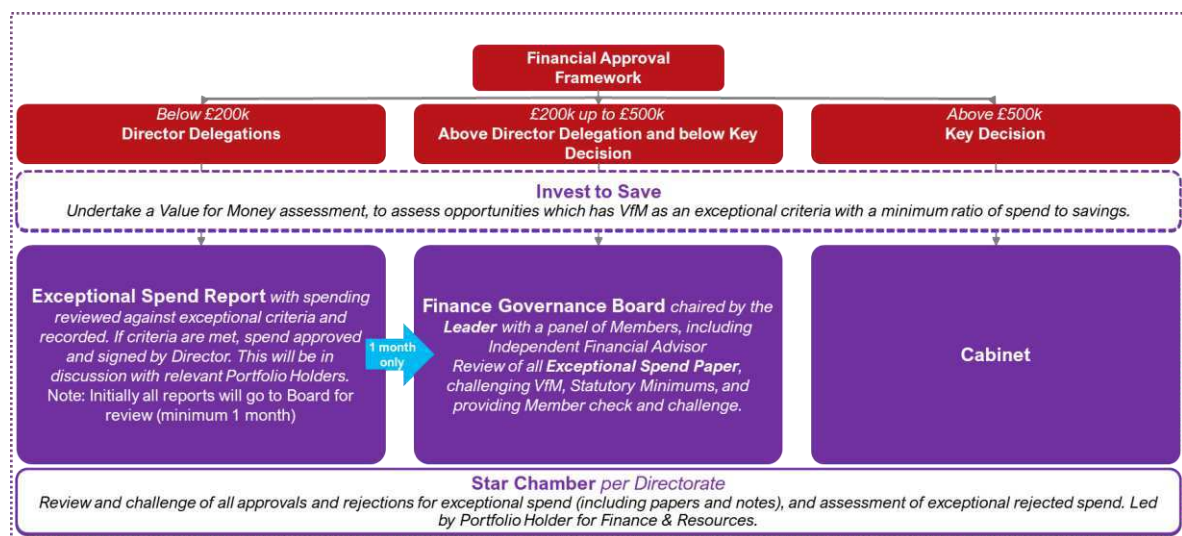 Financial Approval
Framework
Below £200k
Director Delegations
£200k up to £500k
Above Director Delegation and below Key
Decision
Above £500k
Key Decision
Invest to Save
Undertake a Value for Money assessment, to assess opportunities which has VfM as an exceptional criteria with a minimum ratio of spend to savings.
Exceptional Spend Report with spending
reviewed against exceptional criteria and
recorded. If criteria are met, spend approved
and signed by Director. This will be in
discussion with relevant Portfolio Holders.
Note: Initially all reports will go to Board for
review (minimum 1 month)
1 month
only
Finance Governance Board chaired by the
Leader with a panel of Members, including
Independent Financial Advisor
Review of all Exceptional Spend Paper,
challenging VfM, Statutory Minimums, and
providing Member check and challenge.
Cabinet
Star Chamber per Directorate
Review and challenge of all approvals and rejections for exceptional spend (including papers and notes), and assessment of exceptional rejected spend. Led
by Portfolio Holder for Finance & Resources.